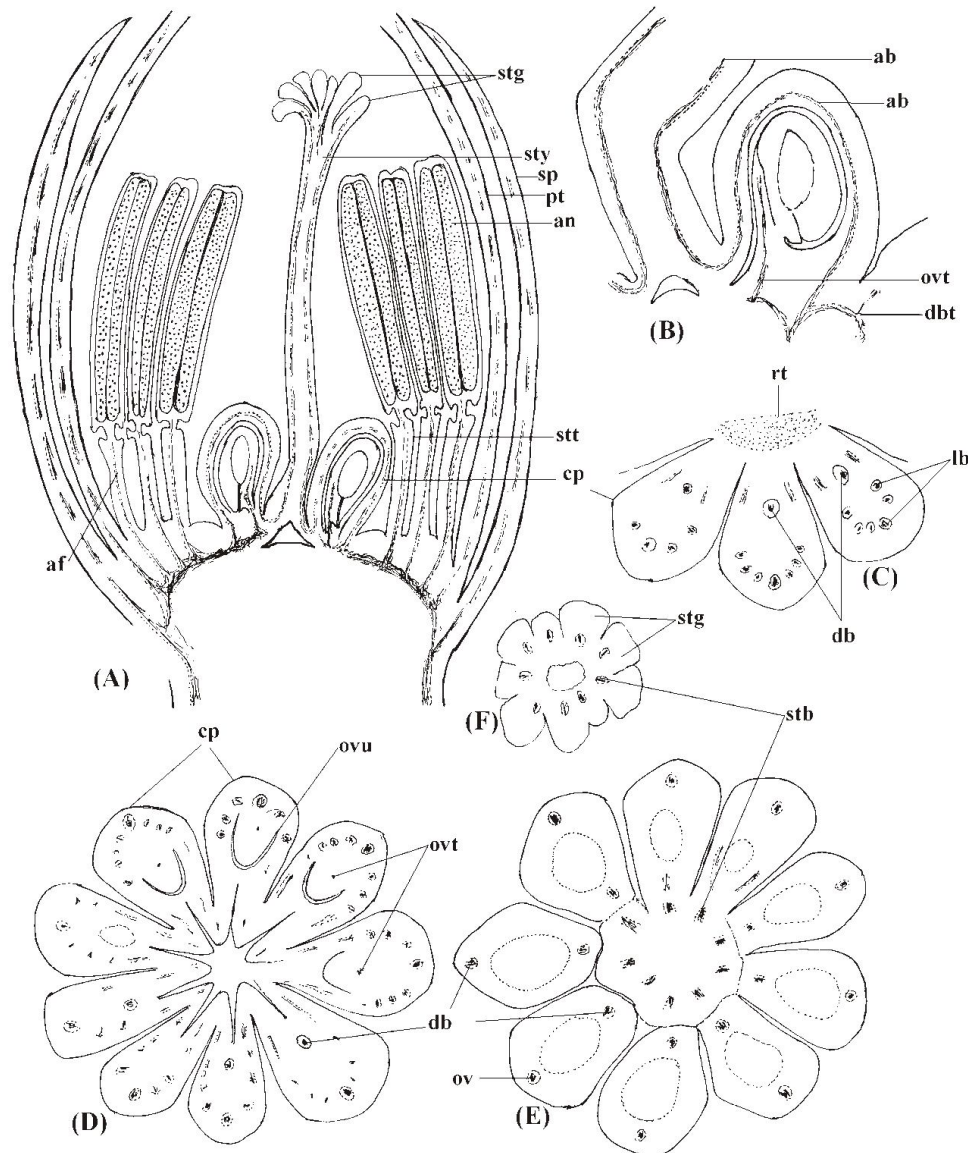 stg
sty
sp
pt
an
stt
cp
af
(A)
ab
ab
ovt
dbt
(B)
rt
lb
(C)
db
stg
(F)
stb
cp
ovu
ovt
db
(D)
ov
(E)